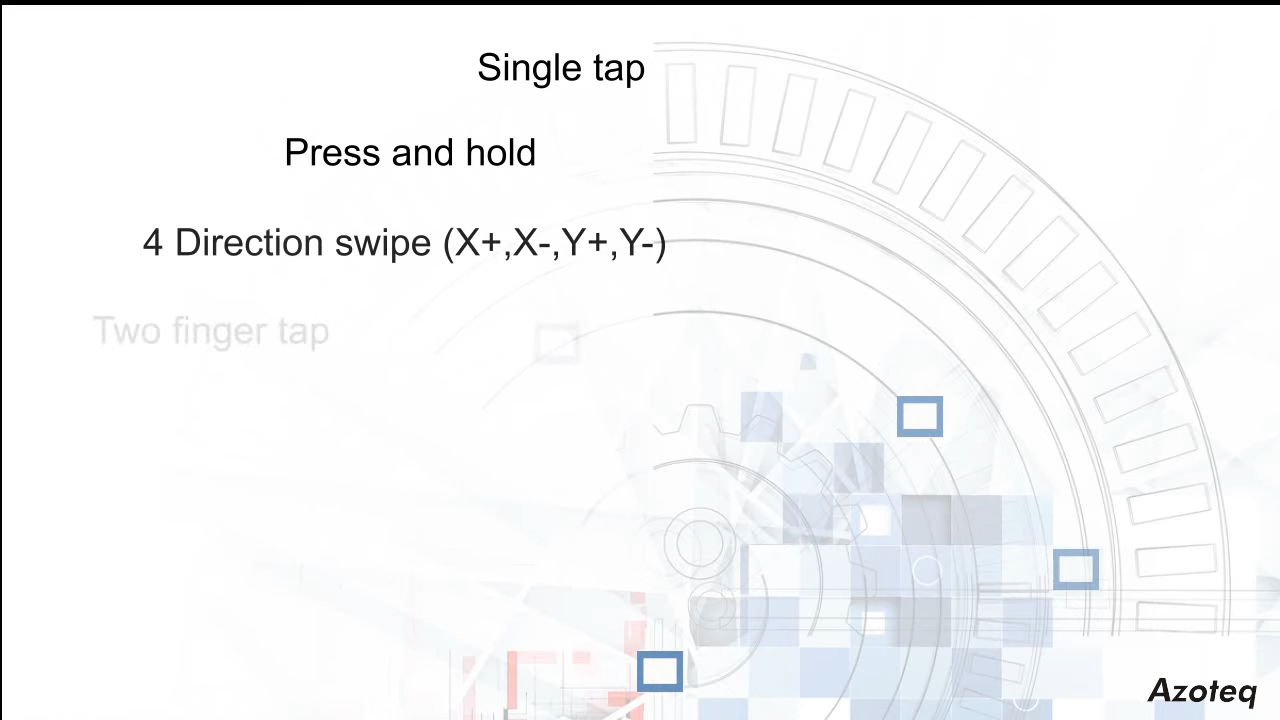 Single tap
Press and hold
4 Direction swipe (X+,X-,Y+,Y-)
Two finger tap
Azoteq